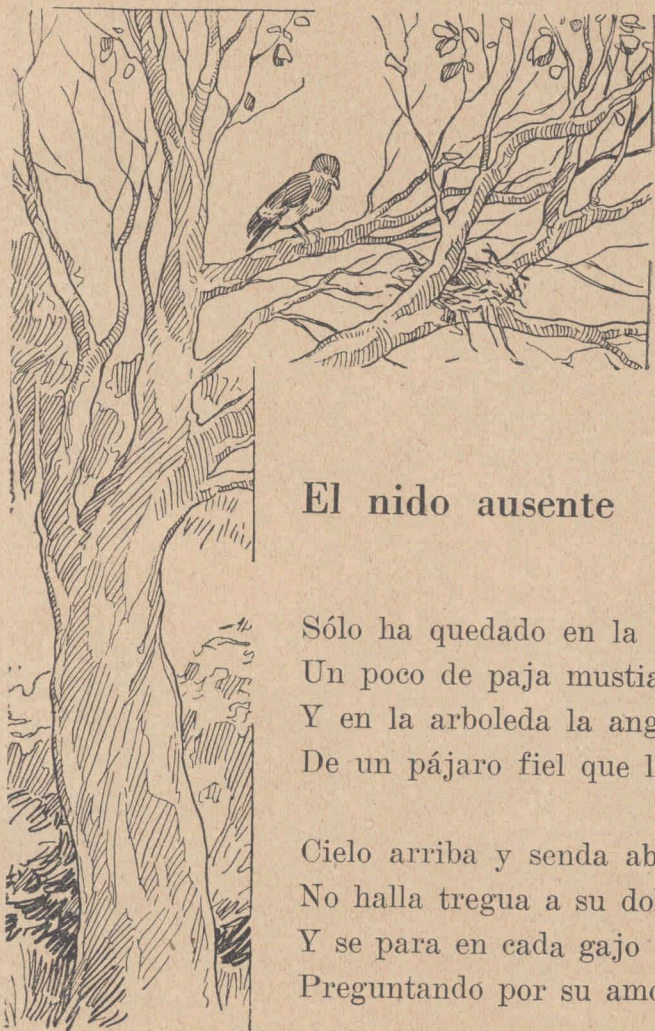 El nido ausente
Sólo ha quedado en la
Un poco de paja mustia
Y en la arboleda la
De un pájaro fiel que
Cielo arriba y senda
No halla tregua a su
Y se para en cada gajo
Preguntando por su